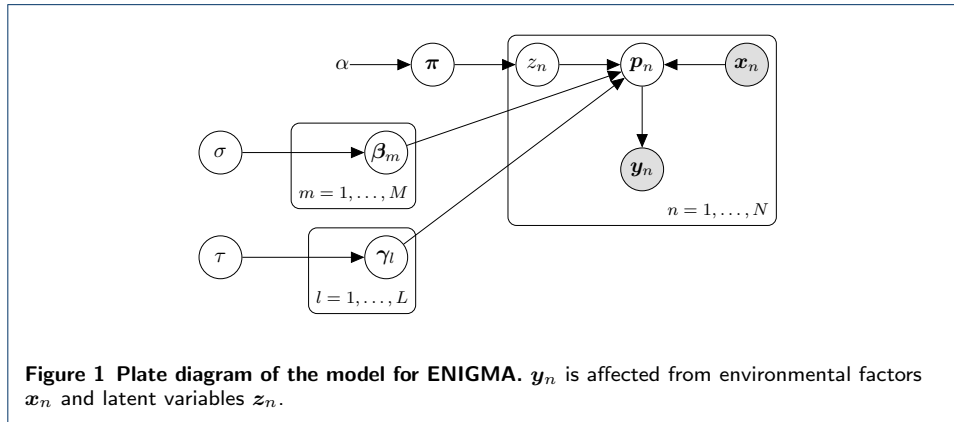 α π z_n p_n x_n
σ β_m y_n
m = 1, . . . , M n = 1, . . . , N
τ γ_l
l = 1, . . . , L
Figure 1 Plate diagram of the model for ENIGMA. y_n is affected from environmental factors
x_n and latent variables z_n.